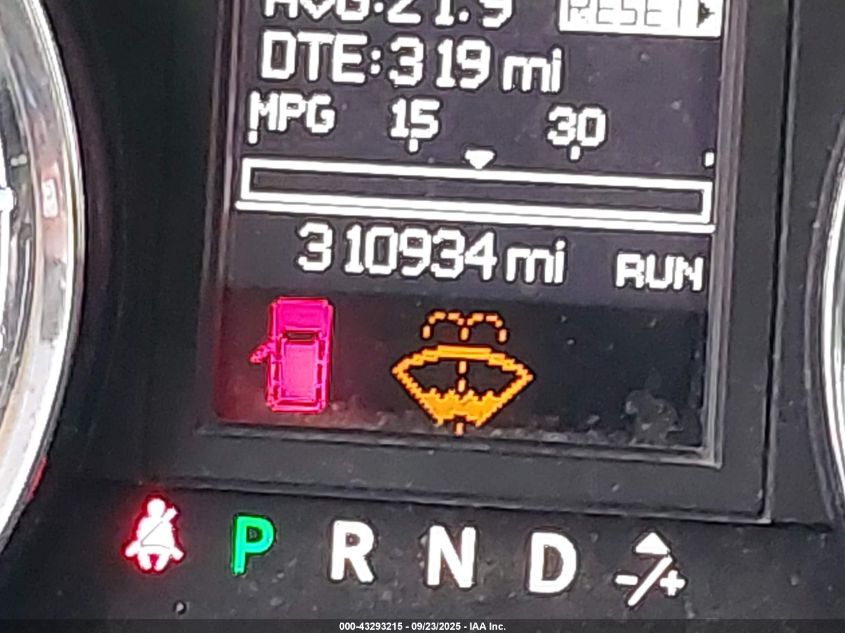 AVG:21.9 RESET
DTE:319 mi
MPG 15 30
310934 mi RUN
P R N D -/+
000-43293215 - 09/23/2025 - IAA Inc.